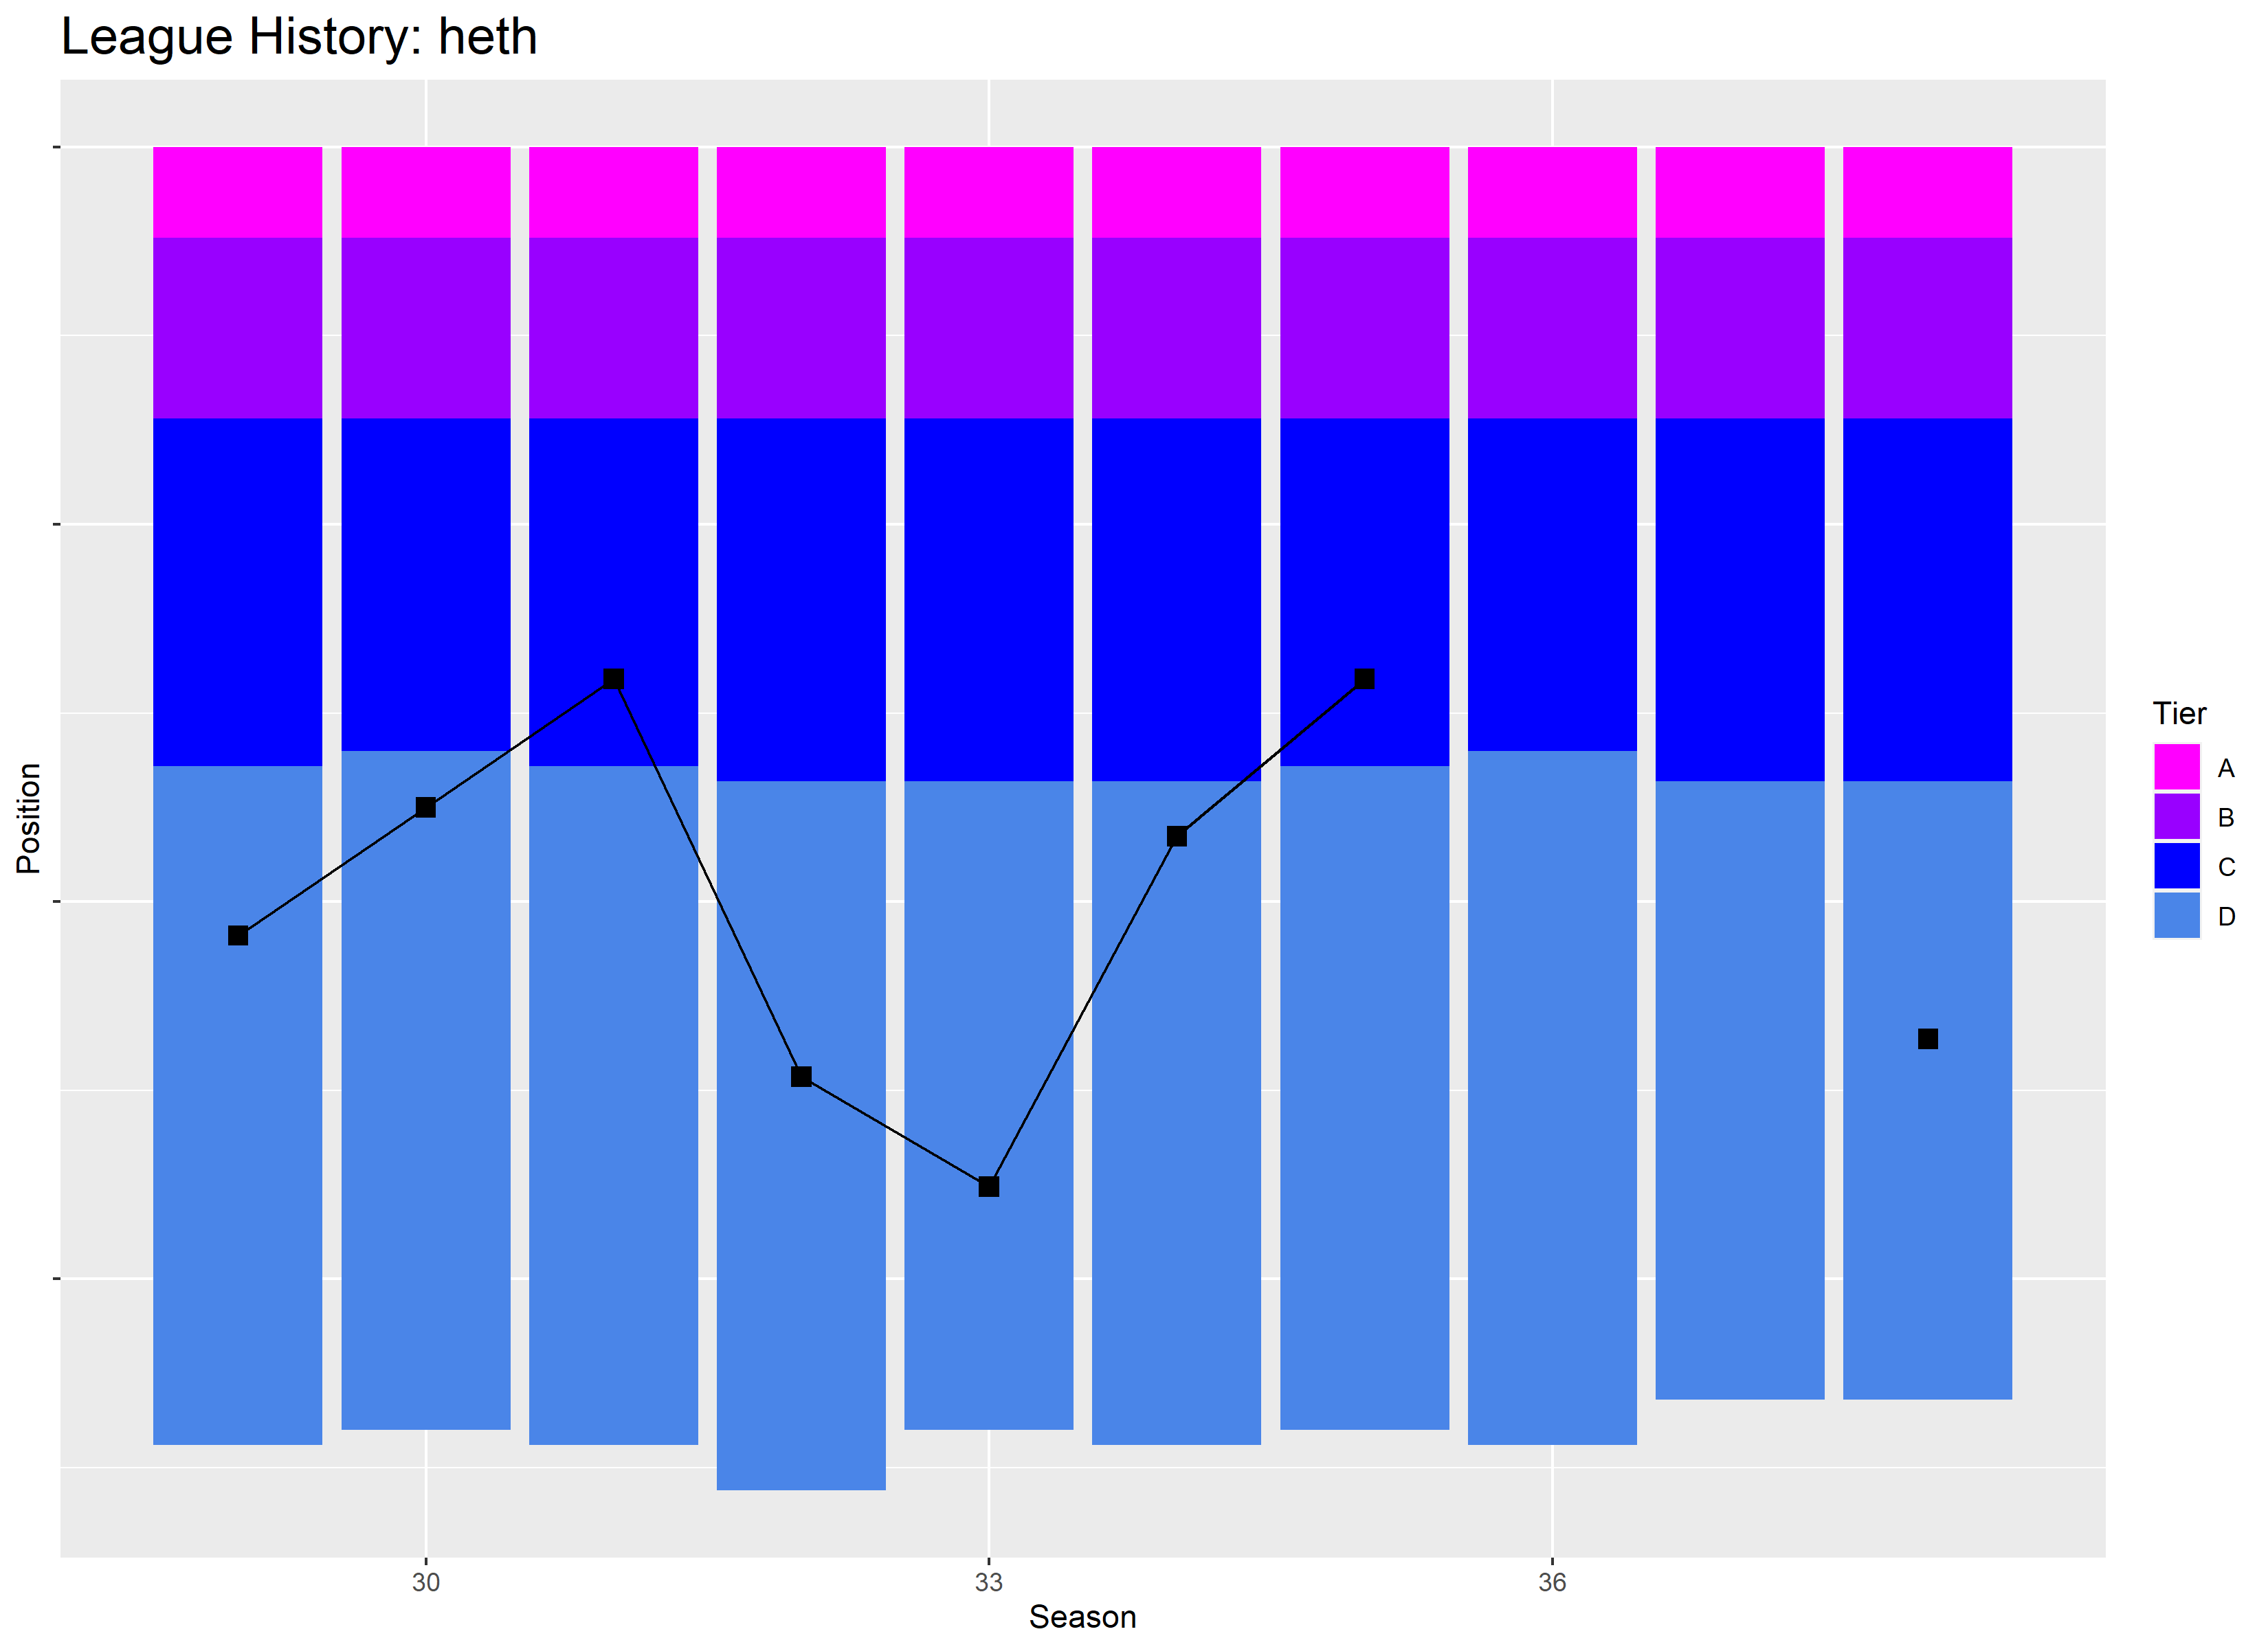 League History: heth
Position
30
33
36
Season
Tier
A
B
C
D